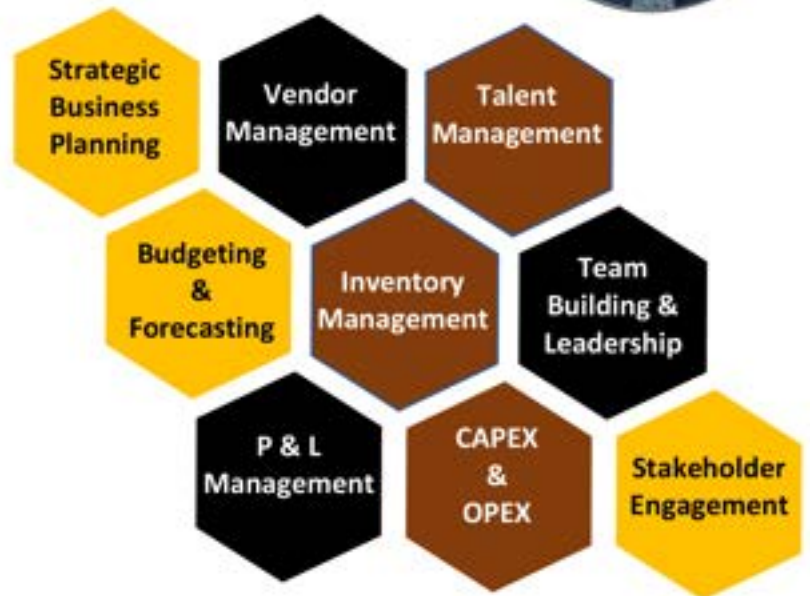 Strategic
Business
Planning
Vendor
Management
Talent
Management
Budgeting
&
Forecasting
Inventory
Management
Team
Building &
Leadership
P & L
Management
CAPEX
&
OPEX
Stakeholder
Engagement